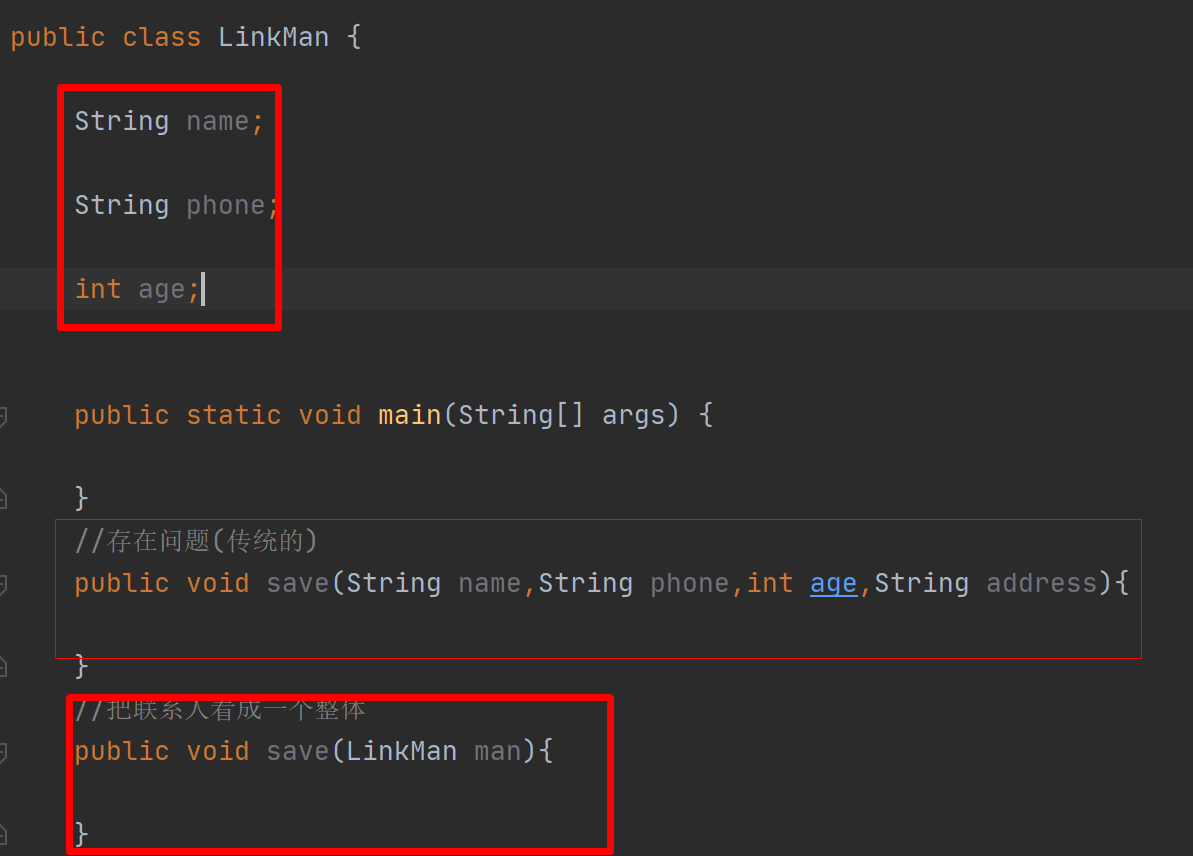 public class LinkMan {
String name;
String phone;
int age;
public static void main(String[] args) {
}
//存在问题(传统的)
public void save(String name,String phone,int age,String address){
}
//把联系人看成一个整体
public void save(LinkMan man){
}